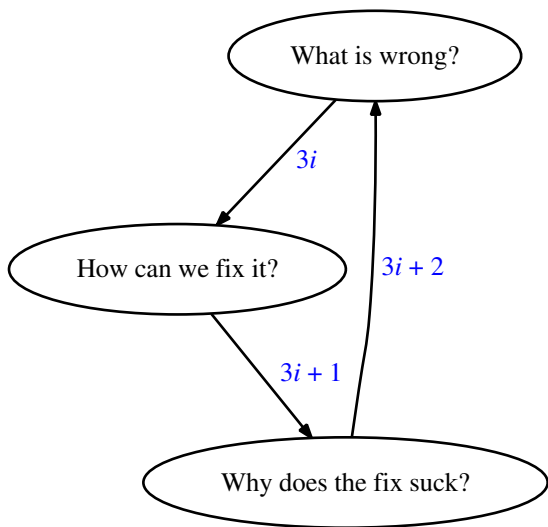 What is wrong?
3i
How can we fix it?
3i + 2
3i + 1
Why does the fix suck?